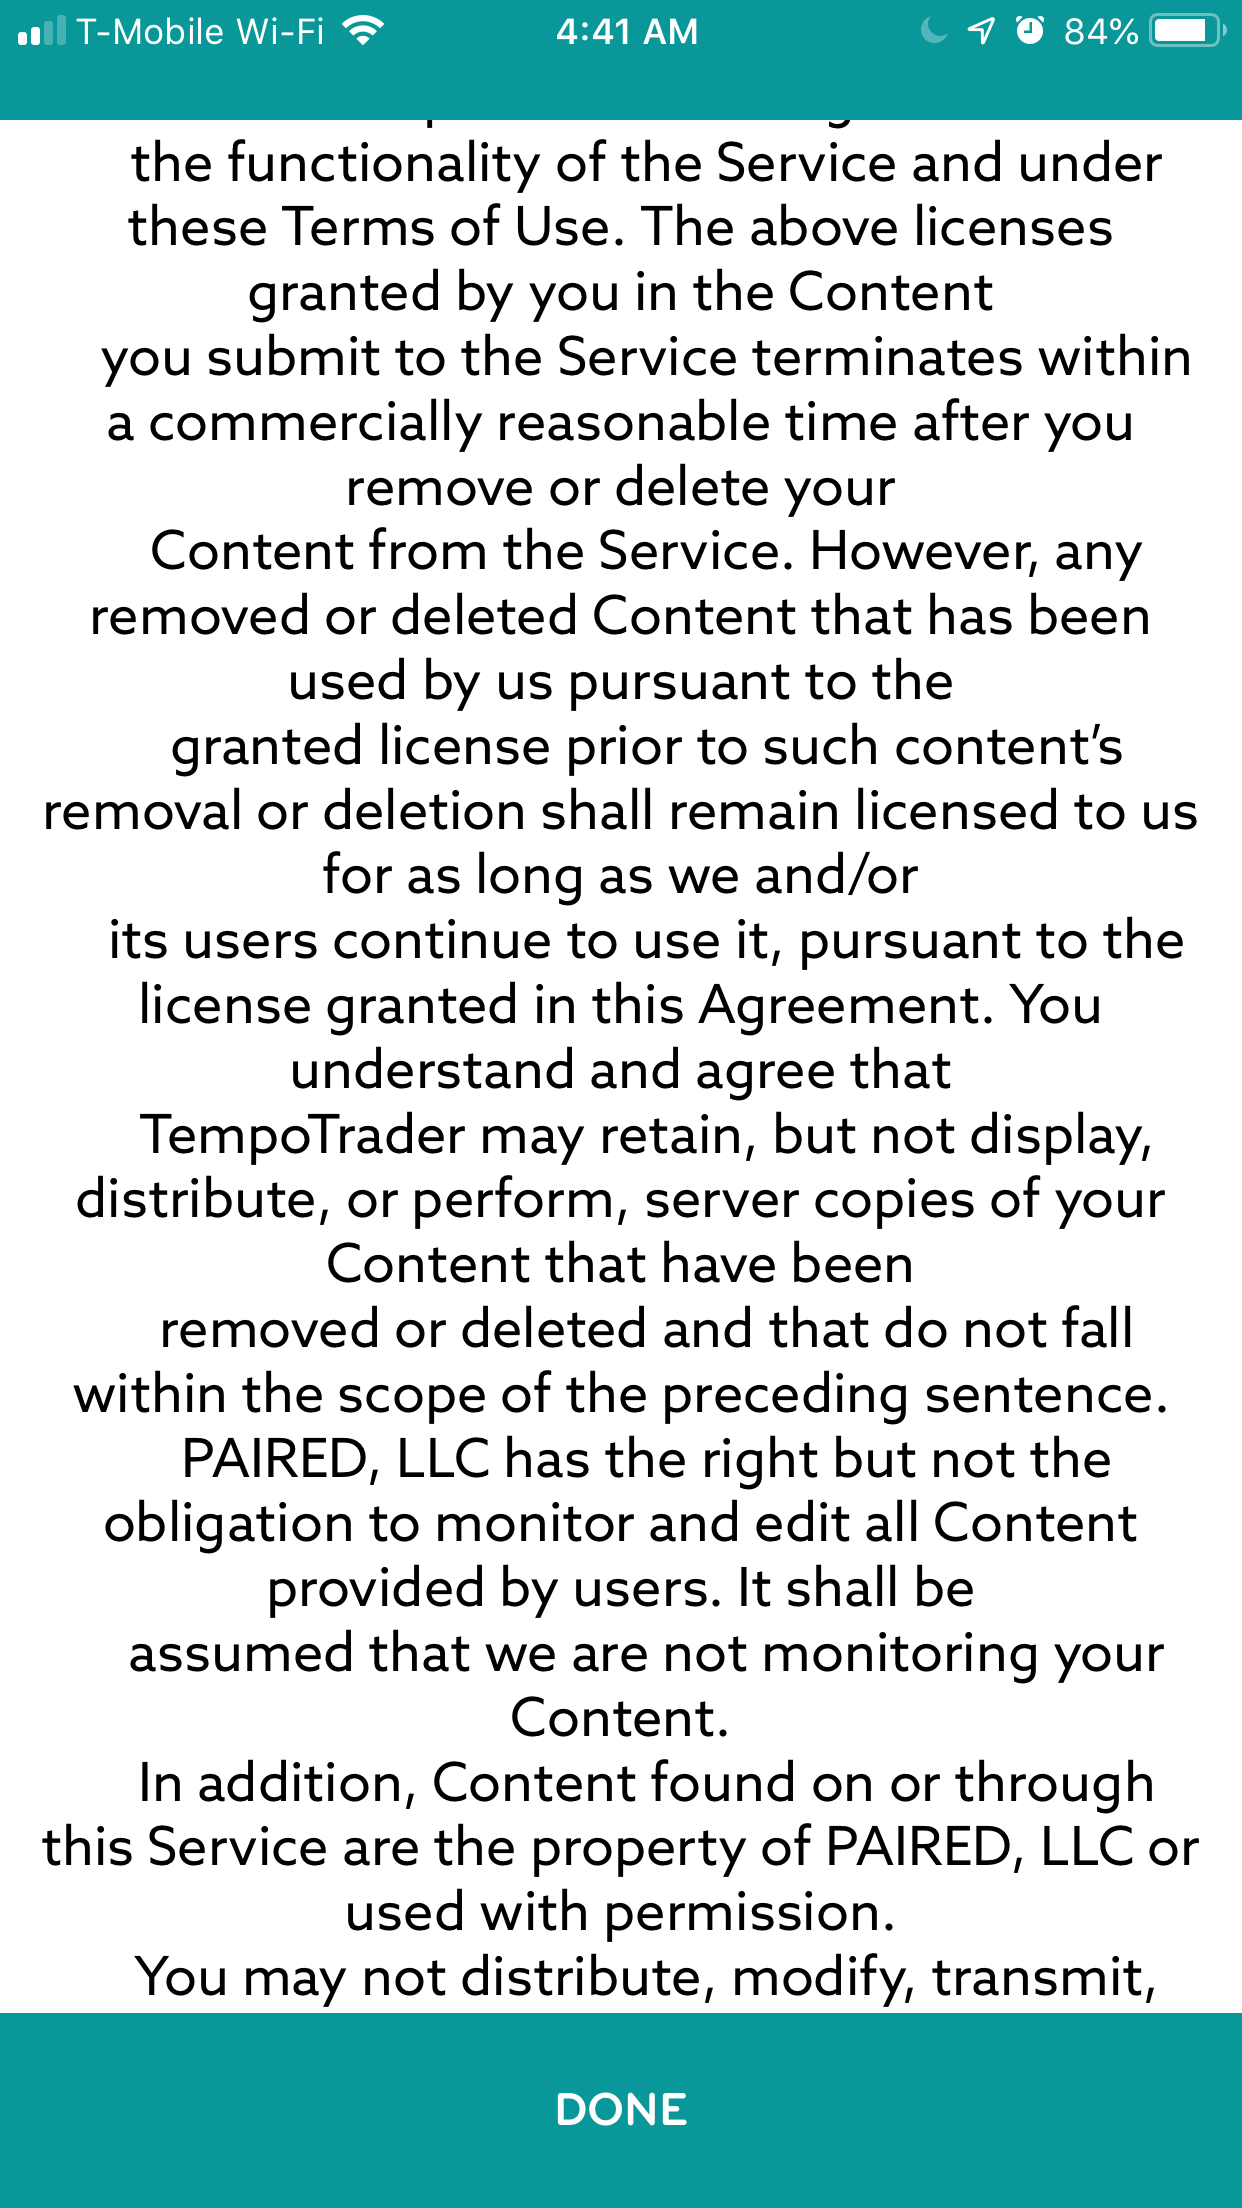 T-Mobile Wi-Fi 4:41 AM 84%
the functionality of the Service and under
these Terms of Use. The above licenses
granted by you in the Content
you submit to the Service terminates within
a commercially reasonable time after you
remove or delete your
Content from the Service. However, any
removed or deleted Content that has been
used by us pursuant to the
granted license prior to such content’s
removal or deletion shall remain licensed to us
for as long as we and/or
its users continue to use it, pursuant to the
license granted in this Agreement. You
understand and agree that
TempoTrader may retain, but not display,
distribute, or perform, server copies of your
Content that have been
removed or deleted and that do not fall
within the scope of the preceding sentence.
PAIRED, LLC has the right but not the
obligation to monitor and edit all Content
provided by users. It shall be
assumed that we are not monitoring your
Content.
In addition, Content found on or through
this Service are the property of PAIRED, LLC or
used with permission.
You may not distribute, modify, transmit,
DONE